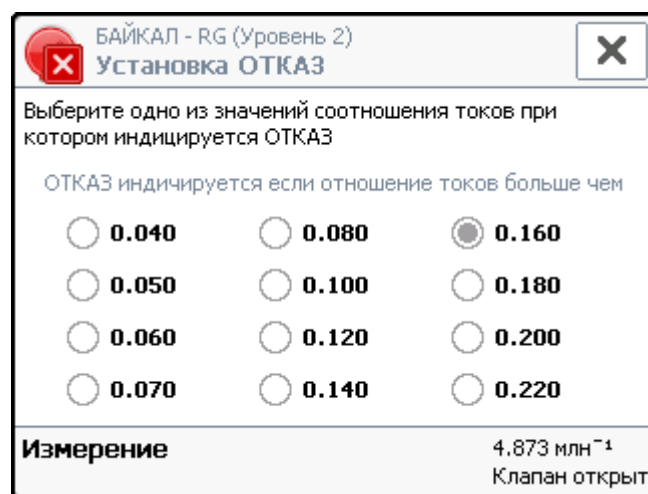 БАЙКАЛ - RG (Уровень 2)
Установка ОТКАЗ
Выберите одно из значений соотношения токов при
котором индицируется ОТКАЗ
ОТКАЗ индичируется если отношение токов больше чем
0.040 0.080 0.160
0.050 0.100 0.180
0.060 0.120 0.200
0.070 0.140 0.220
Измерение 4.873 млн⁻¹
Клапан открыт